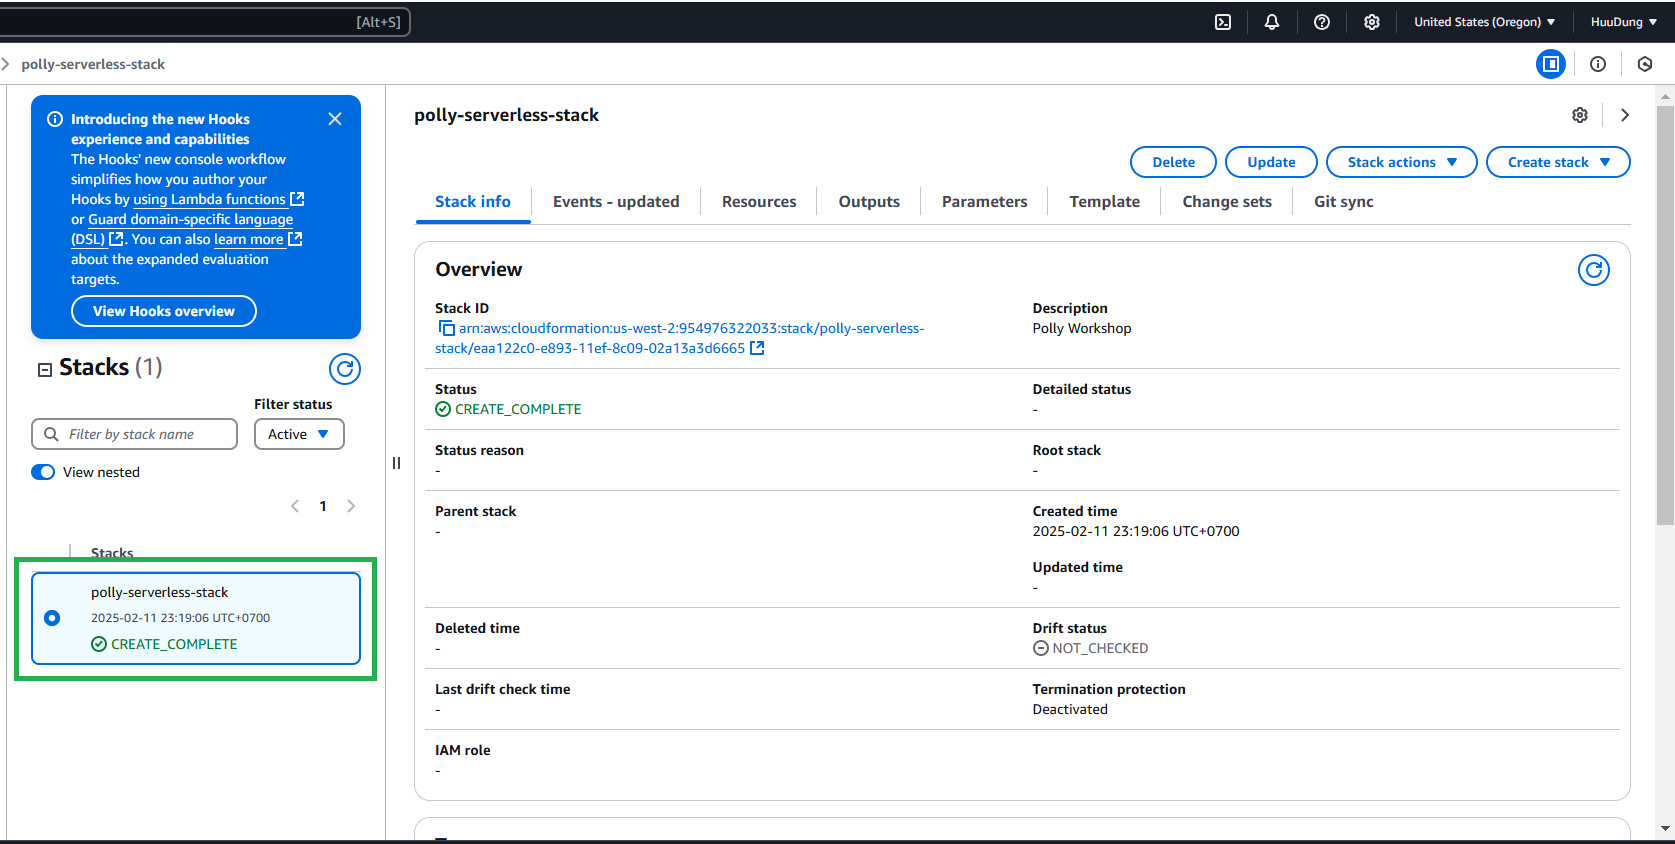 [Alt+S]
United States (Oregon)
HuuDung
polly-serverless-stack
Introducing the new Hooks
experience and capabilities
The Hooks' new console workflow
simplifies how you author your
Hooks by using Lambda functions
or Guard domain-specific language
(DSL) . You can also learn more
about the expanded evaluation
targets.
View Hooks overview
Stacks (1)
Filter status
Filter by stack name
Active
View nested
1
Stacks
polly-serverless-stack
2025-02-11 23:19:06 UTC+0700
CREATE_COMPLETE
polly-serverless-stack
Delete
Update
Stack actions
Create stack
Stack info
Events - updated
Resources
Outputs
Parameters
Template
Change sets
Git sync
Overview
Stack ID
arn:aws:cloudformation:us-west-2:954976322033:stack/polly-serverless-
stack/eaa122c0-e893-11ef-8c09-02a13a3d6665
Description
Polly Workshop
Status
CREATE_COMPLETE
Detailed status
-
Status reason
-
Root stack
-
Parent stack
-
Created time
2025-02-11 23:19:06 UTC+0700
Updated time
-
Deleted time
-
Drift status
NOT_CHECKED
Last drift check time
-
Termination protection
Deactivated
IAM role
-